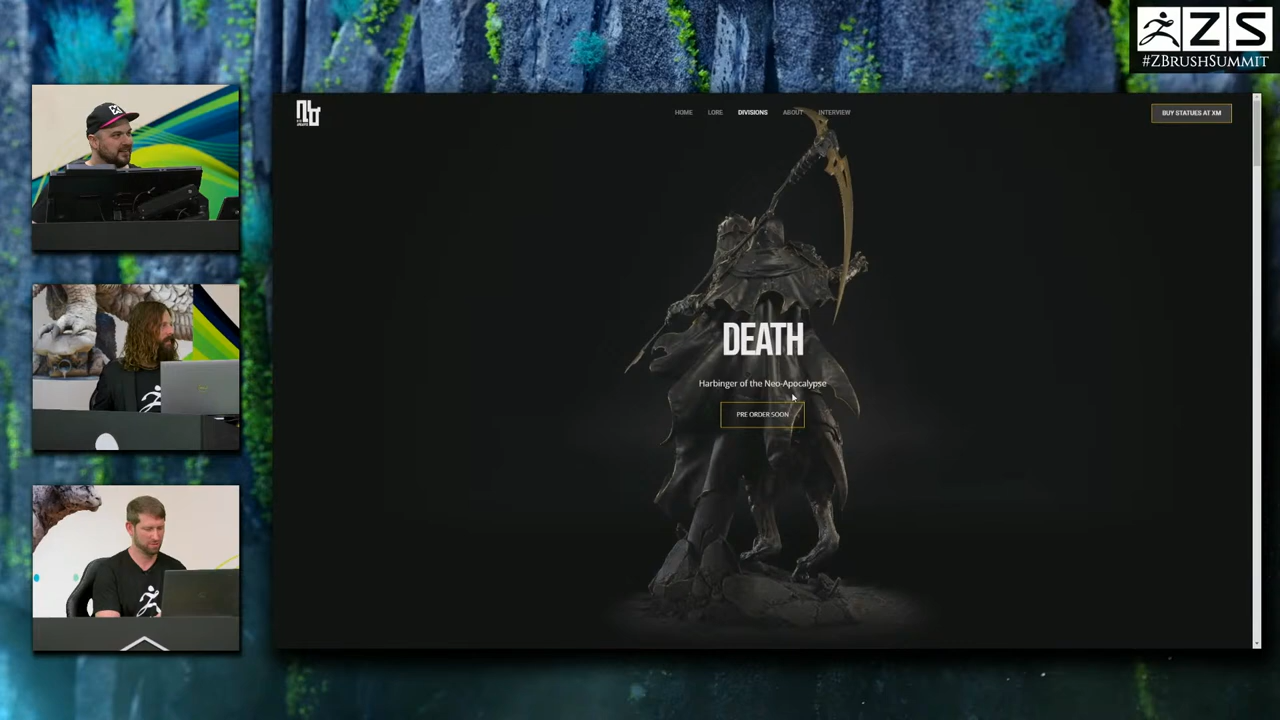 ZS
#ZBrushSummit
HOME LORE DIVISIONS ABOUT INTERVIEW
BUY STATUES AT XM
DEATH
Harbinger of the Neo-Apocalypse
PRE ORDER SOON